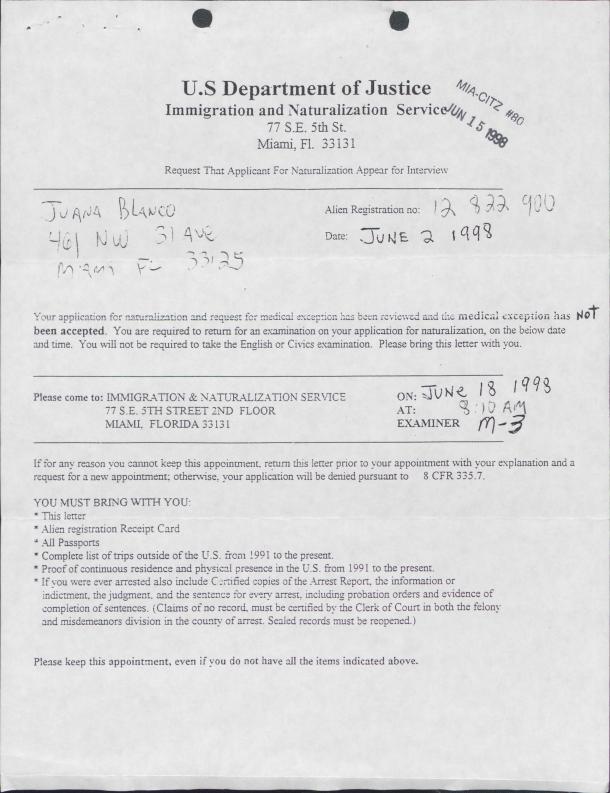 U.S Department of Justice
Immigration and Naturalization Service
MIA-CITZ #80
JUN 15 1998
77 S.E. 5th St.
Miami, Fl. 33131
Request That Applicant For Naturalization Appear for Interview
JUANA BLANCO
461 NW 31 AVE
Miami FL 33125
Alien Registration no: 12 822 900
Date: JUNE 2 1998
Your application for naturalization and request for medical exception has been reviewed and the medical exception has NOT
been accepted. You are required to return for an examination on your application for naturalization, on the below date
and time. You will not be required to take the English or Civics examination. Please bring this letter with you.
Please come to: IMMIGRATION & NATURALIZATION SERVICE
77 S.E. 5TH STREET 2ND FLOOR
MIAMI, FLORIDA 33131
ON: JUNE 18 1998
AT: 8:10 AM
EXAMINER M-3
If for any reason you cannot keep this appointment, return this letter prior to your appointment with your explanation and a
request for a new appointment; otherwise, your application will be denied pursuant to 8 CFR 335.7.
YOU MUST BRING WITH YOU:
* This letter
* Alien registration Receipt Card
* All Passports
* Complete list of trips outside of the U.S. from 1991 to the present.
* Proof of continuous residence and physical presence in the U.S. from 1991 to the present.
* If you were ever arrested also include Certified copies of the Arrest Report, the information or
indictment, the judgment, and the sentence for every arrest, including probation orders and evidence of
completion of sentences. (Claims of no record, must be certified by the Clerk of Court in both the felony
and misdemeanors division in the county of arrest. Sealed records must be reopened.)
Please keep this appointment, even if you do not have all the items indicated above.